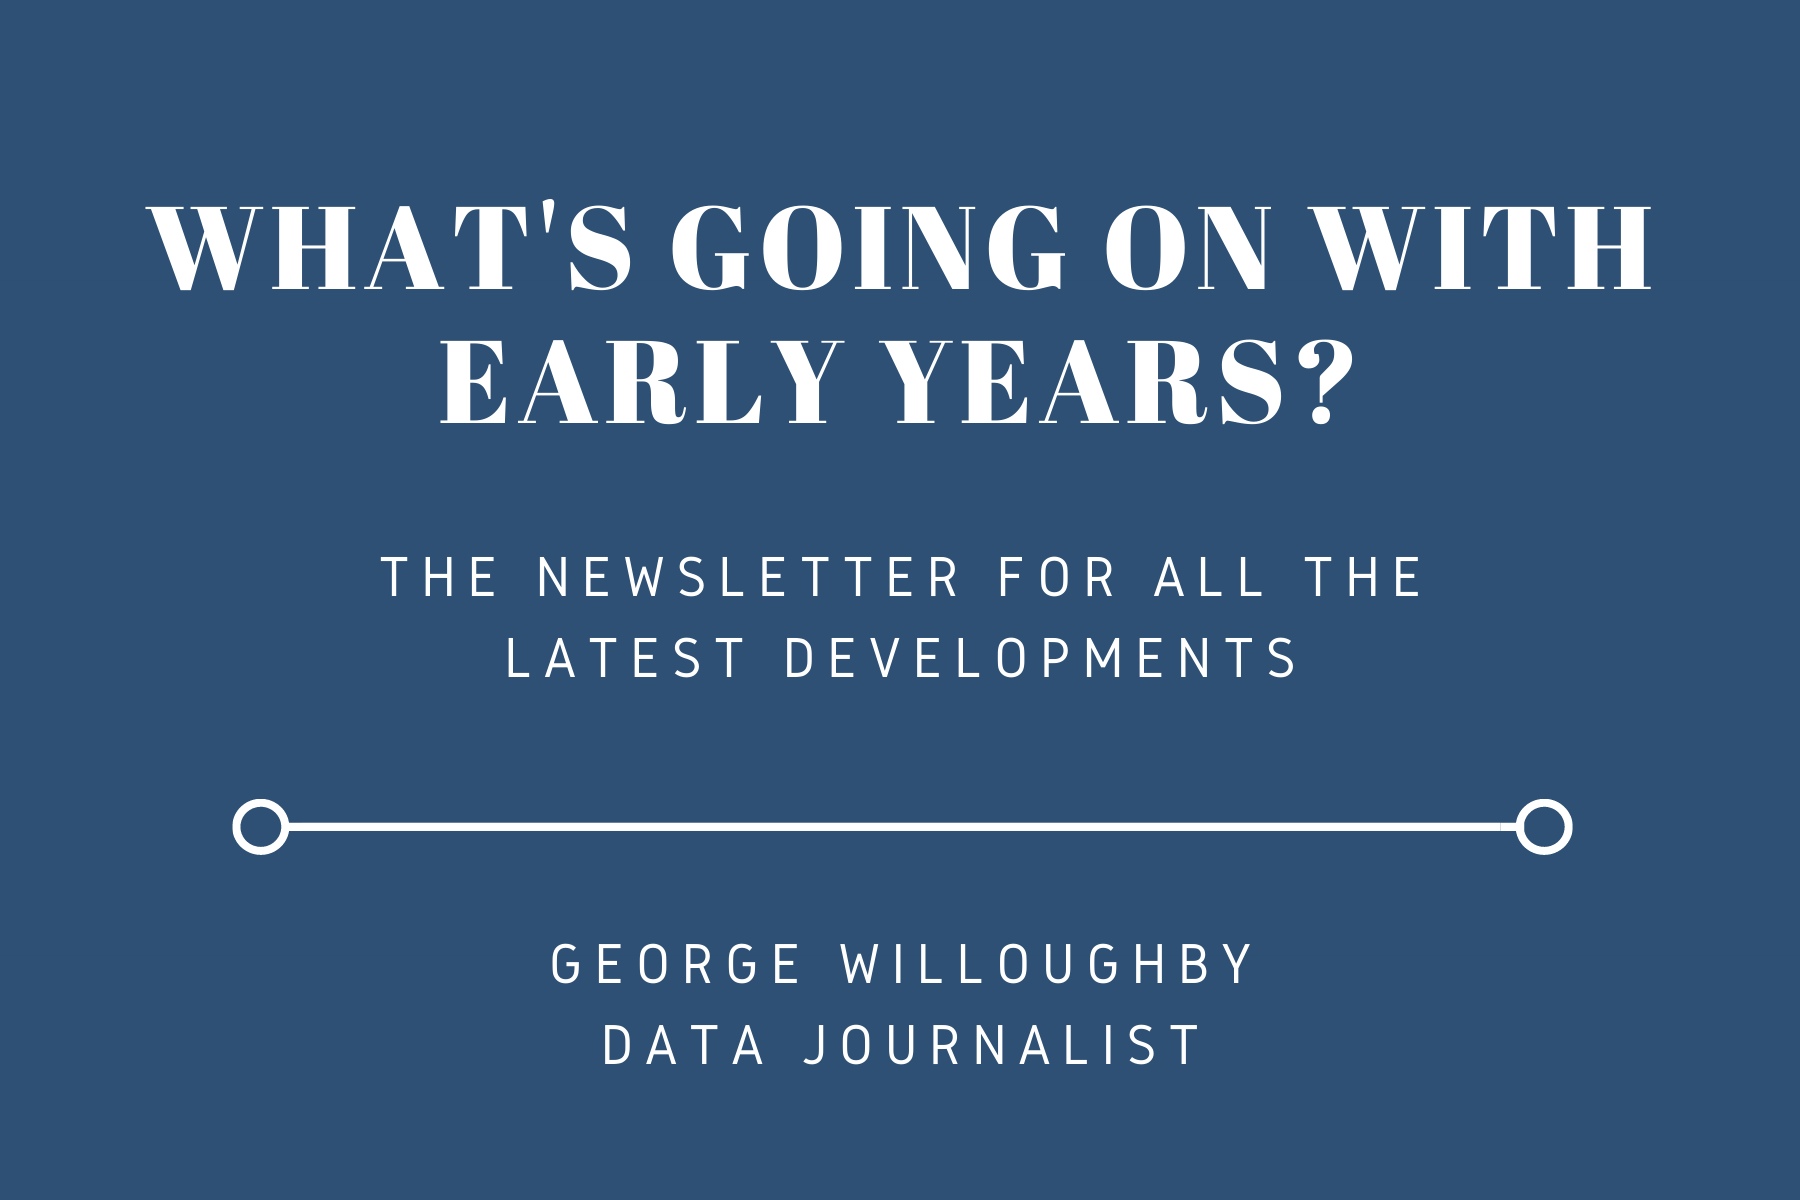 WHAT'S GOING ON WITH
EARLY YEARS?
THE NEWSLETTER FOR ALL THE
LATEST DEVELOPMENTS
GEORGE WILLOUGHBY
DATA JOURNALIST